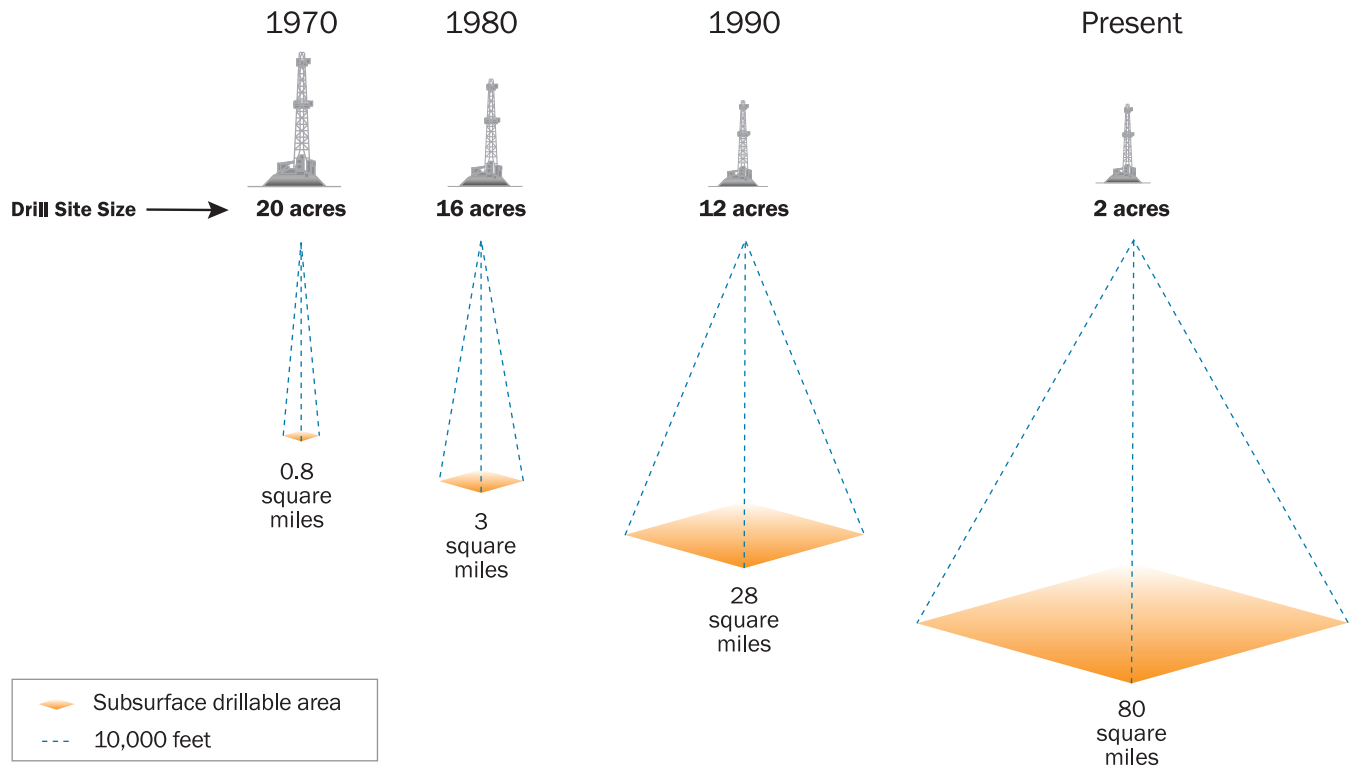 1970
1980
1990
Present
Drill Site Size
20 acres
16 acres
12 acres
2 acres
0.8
square
miles
3
square
miles
28
square
miles
80
square
miles
Subsurface drillable area
10,000 feet